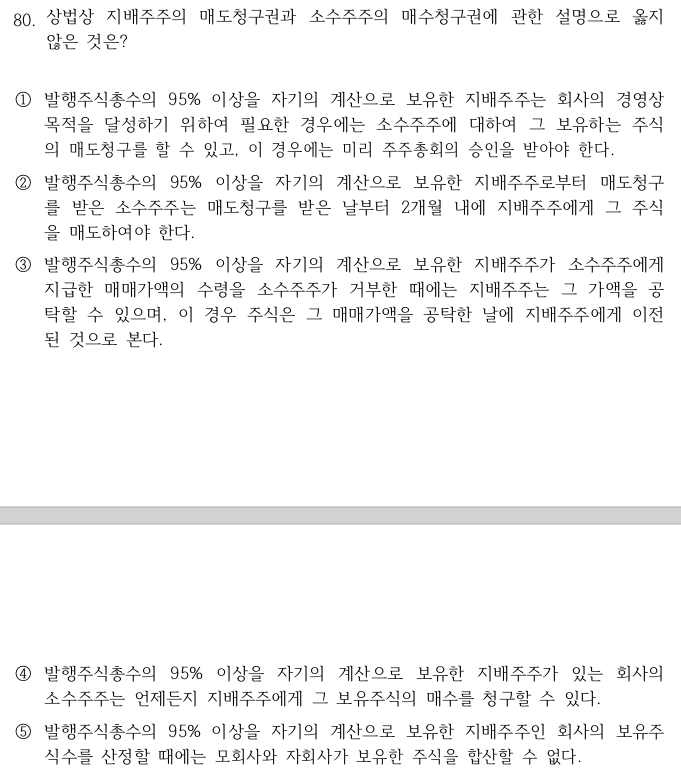 80. 상법상 지배주주의 매도청구권과 소수주주의 매수청구권에 관한 설명으로 옳지
않은 것은?
① 발행주식총수의 95% 이상을 자기의 계산으로 보유한 지배주주는 회사의 경영상
목적을 달성하기 위하여 필요한 경우에는 소수주주에 대하여 그 보유하는 주식
의 매도청구를 할 수 있고, 이 경우에는 미리 주주총회의 승인을 받아야 한다.
② 발행주식총수의 95% 이상을 자기의 계산으로 보유한 지배주주로부터 매도청구
를 받은 소수주주는 매도청구를 받은 날부터 2개월 내에 지배주주에게 그 주식
을 매도하여야 한다.
③ 발행주식총수의 95% 이상을 자기의 계산으로 보유한 지배주주가 소수주주에게
지급한 매매가액의 수령을 소수주주가 거부한 때에는 지배주주는 그 가액을 공
탁할 수 있으며, 이 경우 주식은 그 매매가액을 공탁한 날에 지배주주에게 이전
된 것으로 본다.
④ 발행주식총수의 95% 이상을 자기의 계산으로 보유한 지배주주가 있는 회사의
소수주주는 언제든지 지배주주에게 그 보유주식의 매수를 청구할 수 있다.
⑤ 발행주식총수의 95% 이상을 자기의 계산으로 보유한 지배주주인 회사의 보유주
식수를 산정할 때에는 모회사와 자회사가 보유한 주식을 합산할 수 없다.